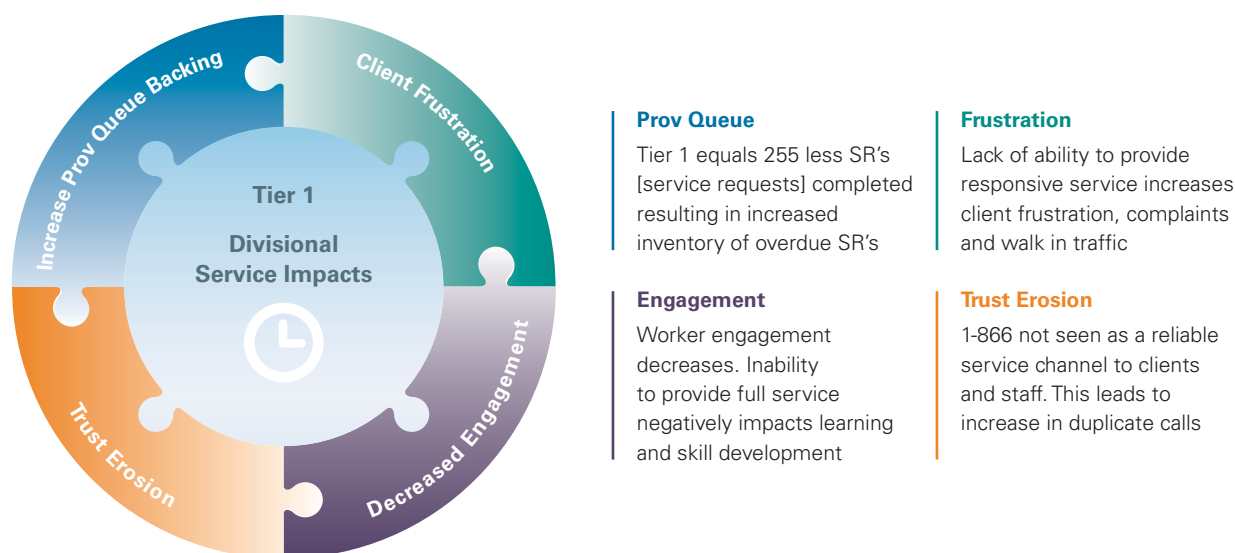 Increase Prov Queue Backing
Client Frustration
Tier 1
Divisional
Service Impacts
Trust Erosion
Decreased Engagement
Prov Queue
Tier 1 equals 255 less SR's
[service requests] completed
resulting in increased
inventory of overdue SR's
Frustration
Lack of ability to provide
responsive service increases
client frustration, complaints
and walk in traffic
Engagement
Worker engagement
decreases. Inability
to provide full service
negatively impacts learning
and skill development
Trust Erosion
1-866 not seen as a reliable
service channel to clients
and staff. This leads to
increase in duplicate calls